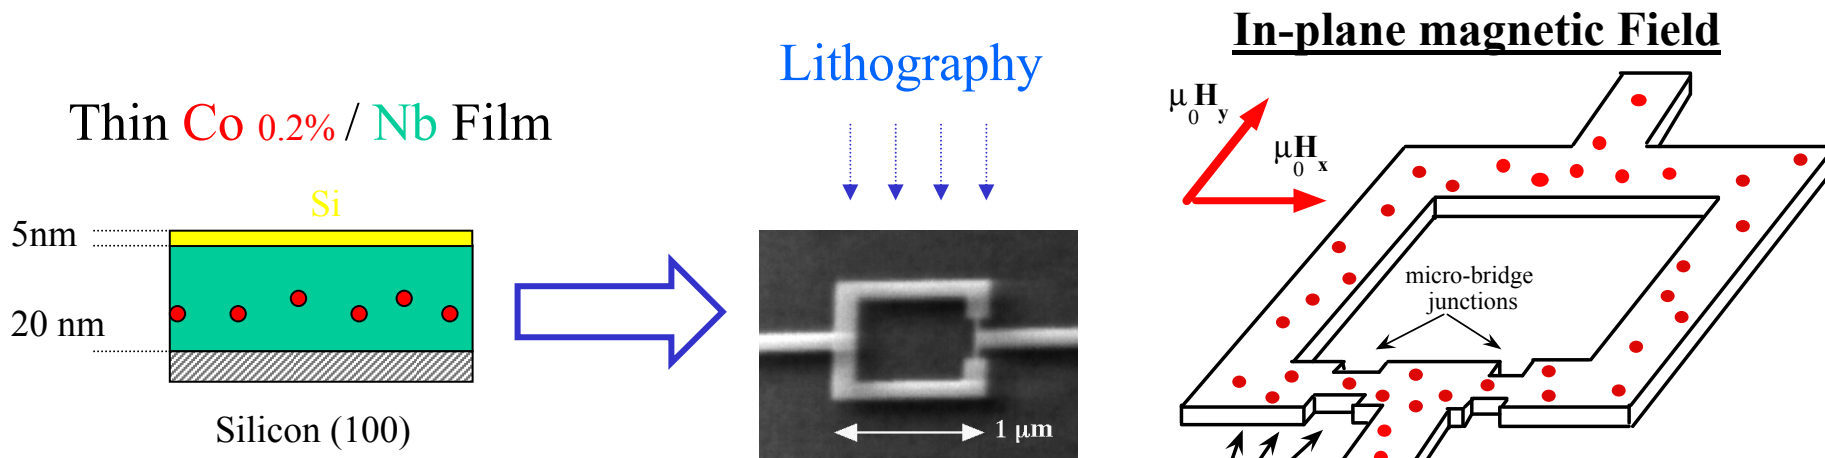 Thin Co 0.2% / Nb Film
Si
5nm
20 nm
Silicon (100)
Lithography
1 µm
In-plane magnetic Field
μ0Hy
μ0Hx
micro-bridge
junctions